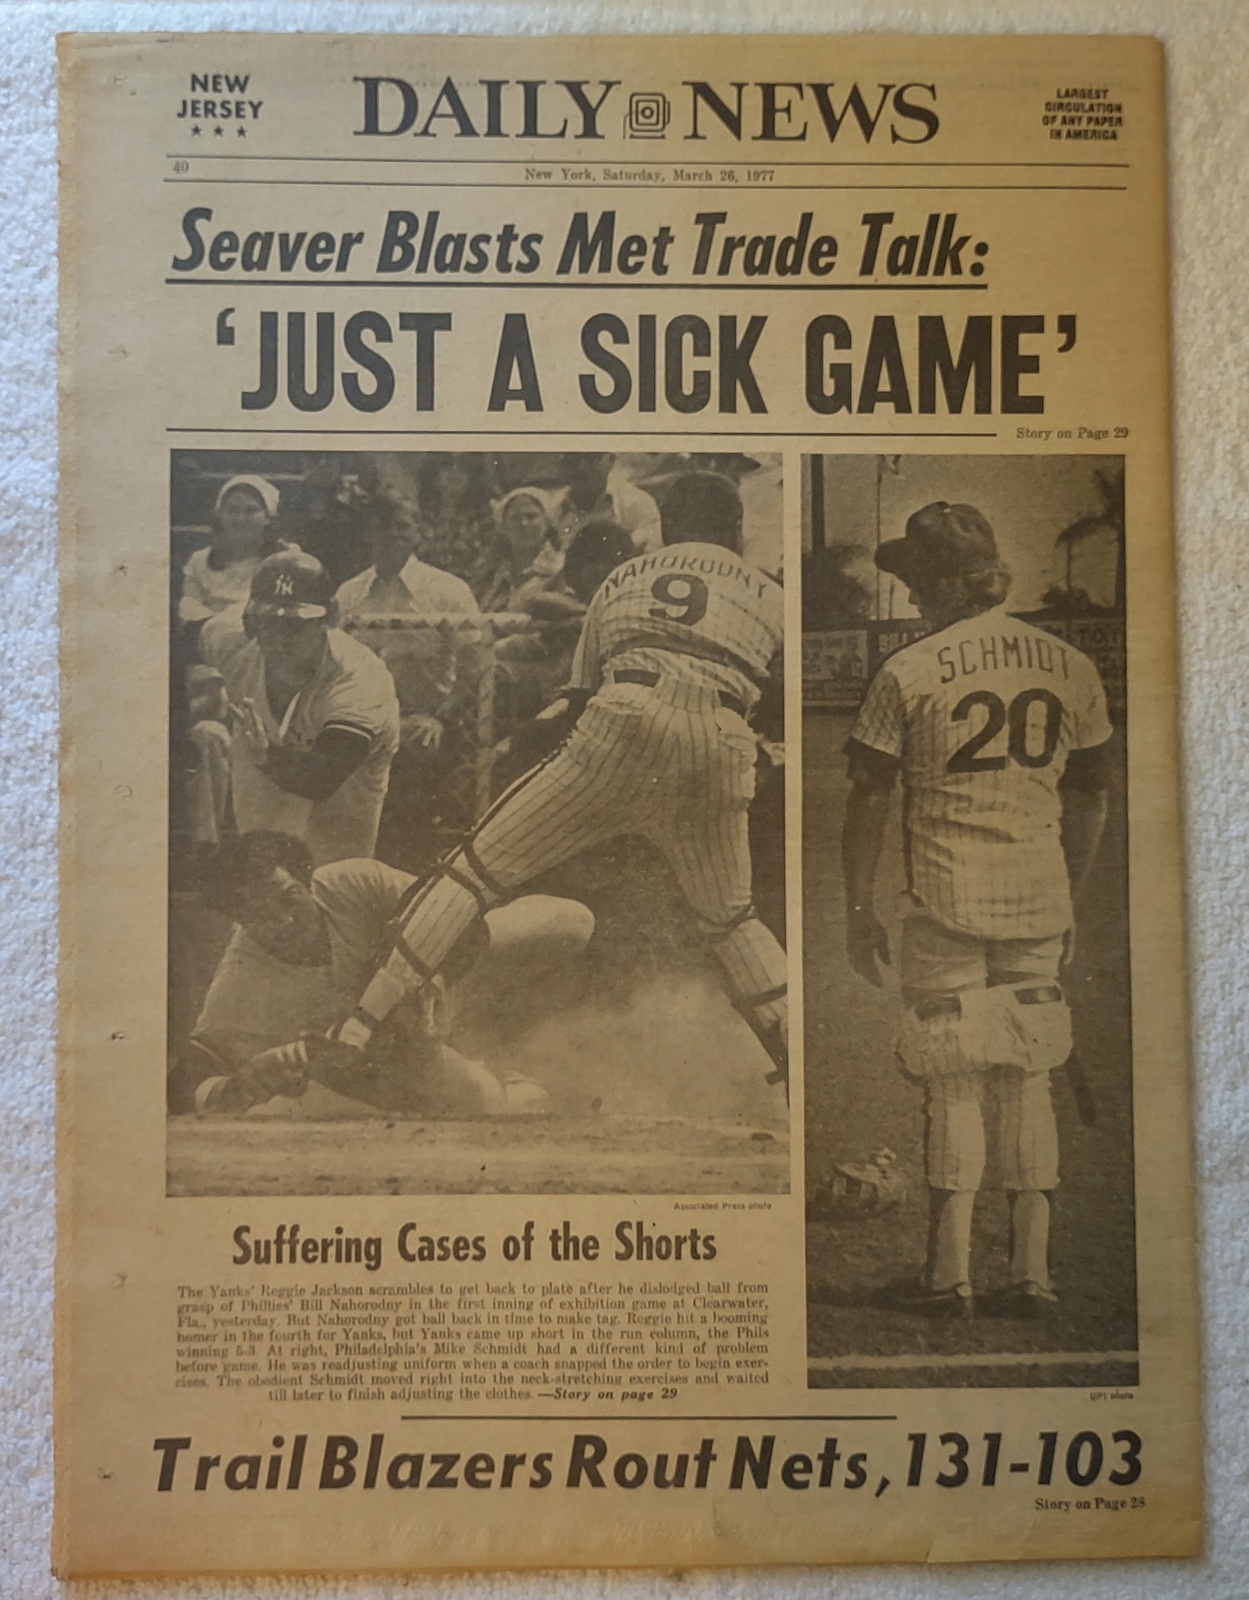 NEW
JERSEY
★ ★ ★
DAILY NEWS
LARGEST
CIRCULATION
OF ANY PAPER
IN AMERICA
40
New York, Saturday, March 26, 1977
Seaver Blasts Met Trade Talk:
‘JUST A SICK GAME’
Story on Page 29
NAHORODNY
9
NY
BILL
SCHMIDT
20
Associated Press photo
Suffering Cases of the Shorts
The Yanks' Reggie Jackson scrambles to get back to plate after he dislodged ball from
grasp of Phillies' Bill Nahorodny in the first inning of exhibition game at Clearwater,
Fla., yesterday. But Nahorodny got ball back in time to make tag. Reggie hit a booming
homer in the fourth for Yanks, but Yanks came up short in the run column, the Phils
winning 5-3. At right, Philadelphia's Mike Schmidt had a different kind of problem
before game. He was readjusting uniform when a coach snapped the order to begin exer-
cises. The obedient Schmidt moved right into the neck-stretching exercises and waited
till later to finish adjusting the clothes. —Story on page 29
UPI photo
Trail Blazers Rout Nets, 131-103
Story on Page 28